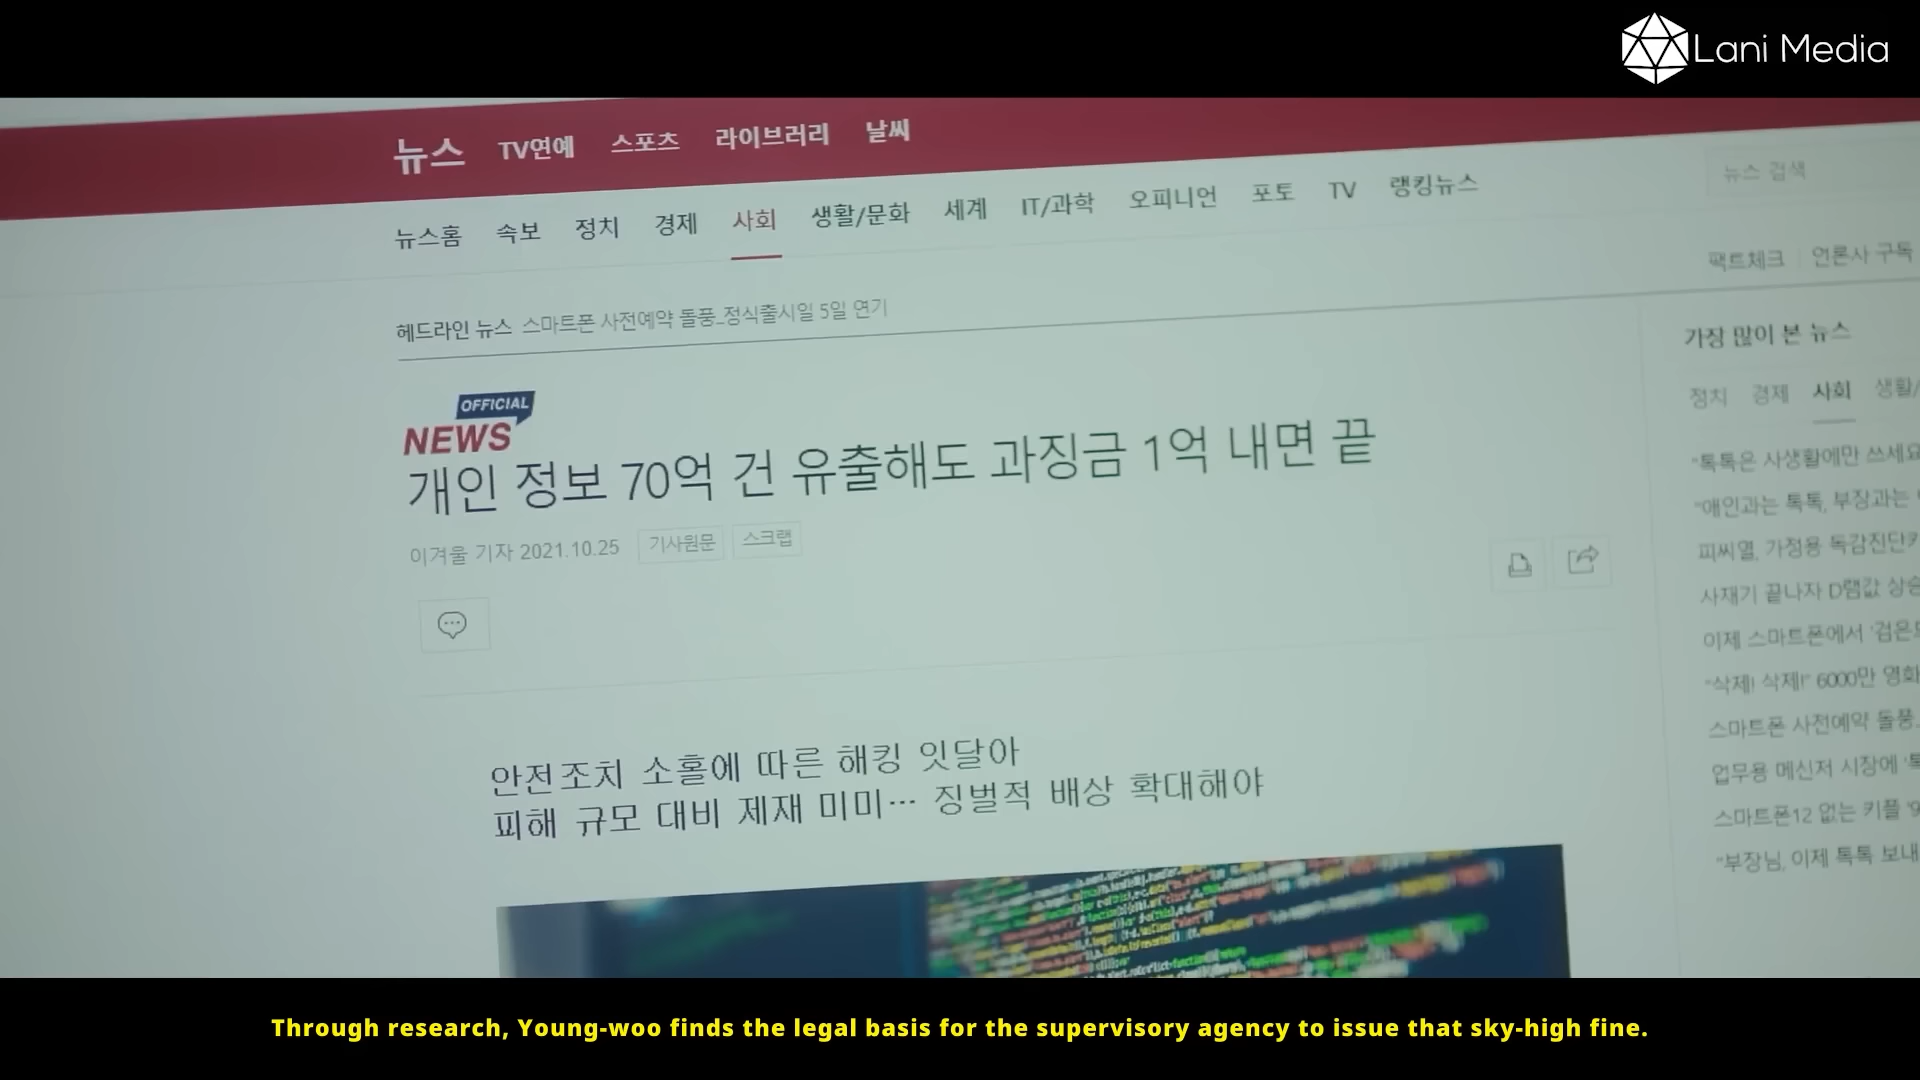 Lani Media
뉴스 TV연예 스포츠 라이브러리 날씨
뉴스홈 속보 정치 경제 사회 생활/문화 세계 IT/과학 오피니언 포토 TV 랭킹뉴스
뉴스 검색
팩트체크 언론사 구독
헤드라인 뉴스 스마트폰 사전예약 돌풍_정식출시일 5일 연기
OFFICIAL
NEWS
개인 정보 70억 건 유출해도 과징금 1억 내면 끝
이겨울 기자 2021.10.25 기사원문 스크랩
안전조치 소홀에 따른 해킹 잇달아
피해 규모 대비 제재 미미… 징벌적 배상 확대해야
가장 많이 본 뉴스
정치 경제 사회 생활/
"톡톡은 사생활에만 쓰세요
"애인과는 톡톡, 부장과는
피씨열, 가정용 독감진단키
사재기 끝나자 D램값 상승
이제 스마트폰에서 '검은
"삭제! 삭제!" 6000만 영화
스마트폰 사전예약 돌풍
업무용 메신저 시장에 '톡
스마트폰12 없는 키플 '9
"부장님, 이제 톡톡 보내
Through research, Young-woo finds the legal basis for the supervisory agency to issue that sky-high fine.